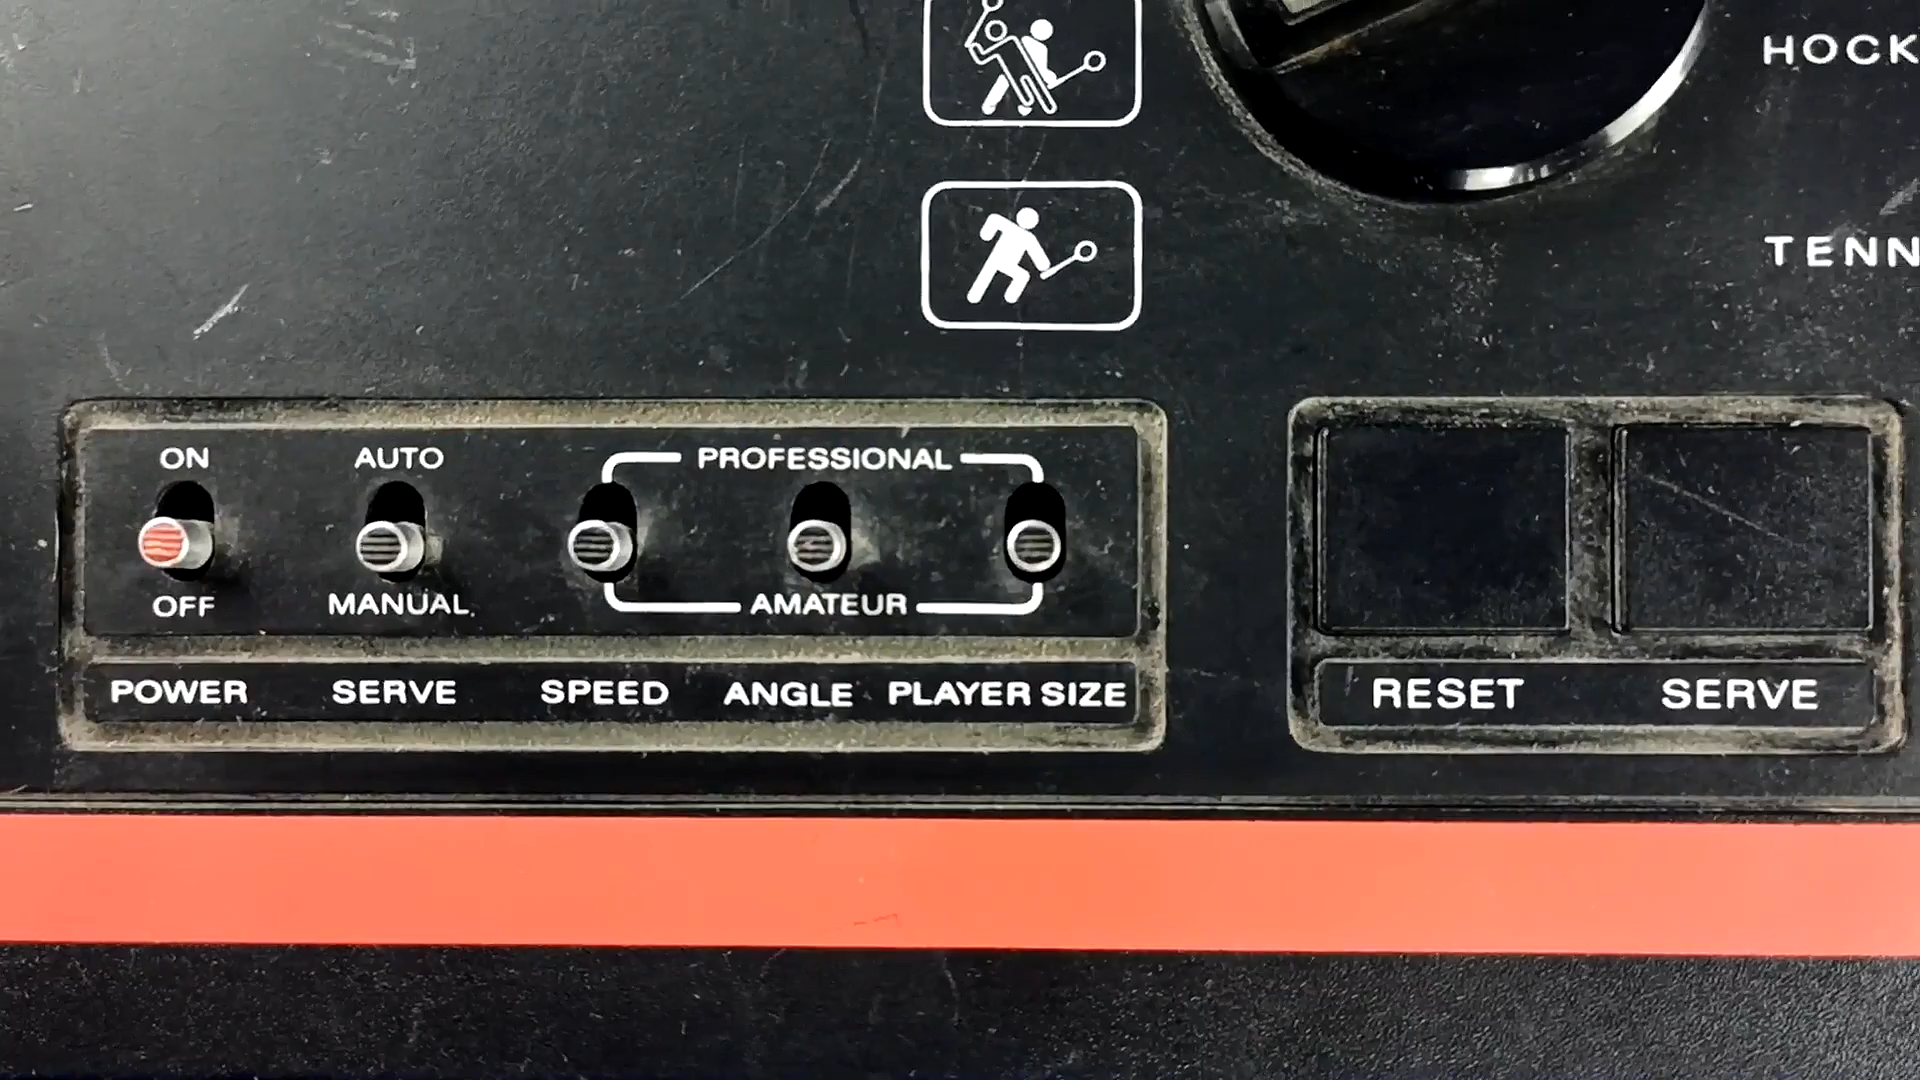 HOCK
TENN
ON AUTO PROFESSIONAL
OFF MANUAL AMATEUR
POWER SERVE SPEED ANGLE PLAYER SIZE
RESET SERVE